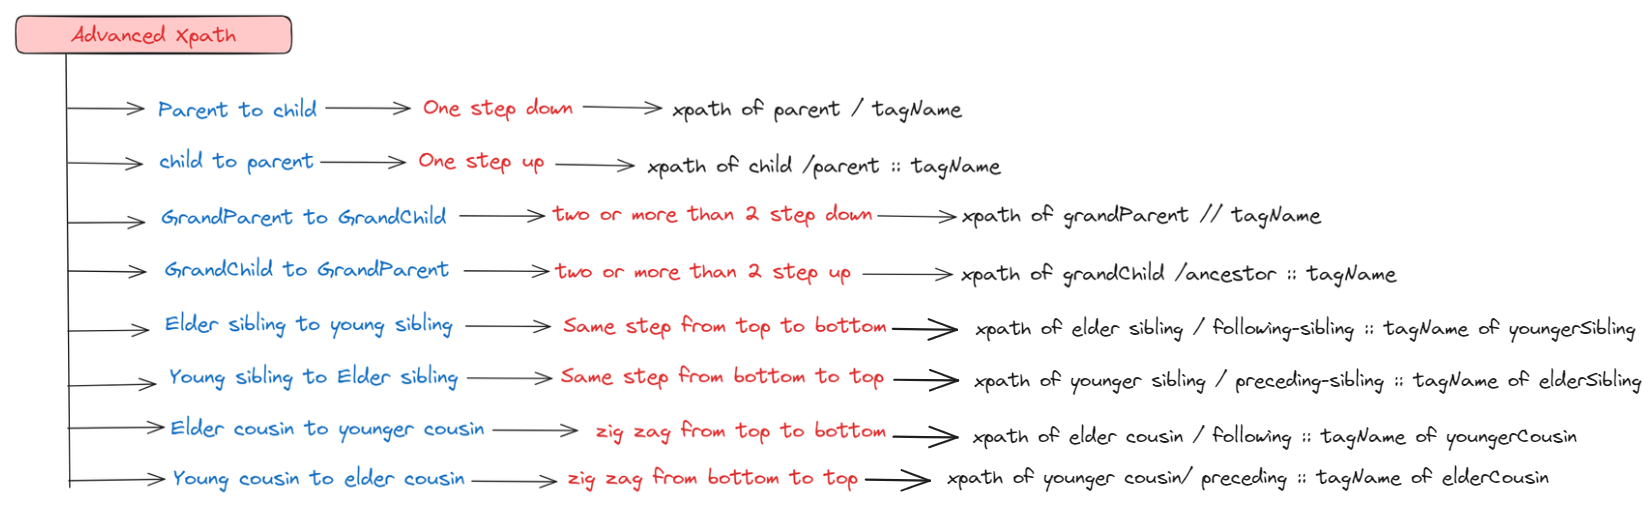 Advanced Xpath
Parent to child One step down xpath of parent / tagName
child to parent One step up xpath of child /parent :: tagName
GrandParent to GrandChild two or more than 2 step down xpath of grandParent // tagName
GrandChild to GrandParent two or more than 2 step up xpath of grandChild /ancestor :: tagName
Elder sibling to young sibling Same step from top to bottom xpath of elder sibling / following-sibling :: tagName of youngerSibling
Young sibling to Elder sibling Same step from bottom to top xpath of younger sibling / preceding-sibling :: tagName of elderSibling
Elder cousin to younger cousin zig zag from top to bottom xpath of elder cousin / following :: tagName of youngerCousin
Young cousin to elder cousin zig zag from bottom to top xpath of younger cousin/ preceding :: tagName of elderCousin